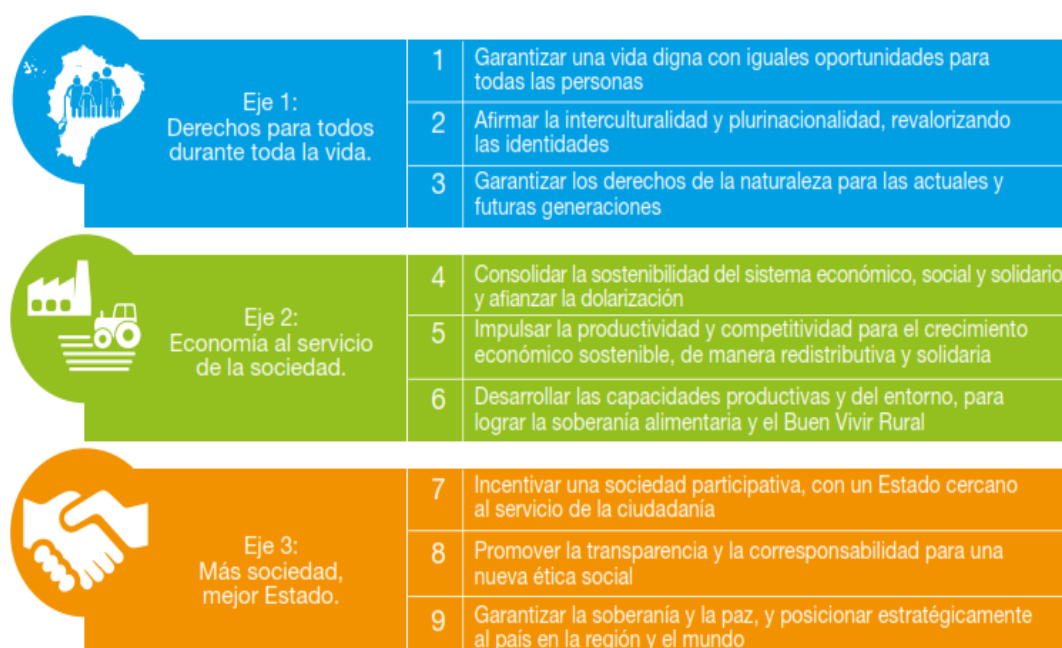 Eje 1:
Derechos para todos
durante toda la vida.
1 Garantizar una vida digna con iguales oportunidades para
todas las personas
2 Afirmar la interculturalidad y plurinacionalidad, revalorizando
las identidades
3 Garantizar los derechos de la naturaleza para las actuales y
futuras generaciones
Eje 2:
Economía al servicio
de la sociedad.
4 Consolidar la sostenibilidad del sistema económico, social y solidario
y afianzar la dolarización
5 Impulsar la productividad y competitividad para el crecimiento
económico sostenible, de manera redistributiva y solidaria
6 Desarrollar las capacidades productivas y del entorno, para
lograr la soberanía alimentaria y el Buen Vivir Rural
Eje 3:
Más sociedad,
mejor Estado.
7 Incentivar una sociedad participativa, con un Estado cercano
al servicio de la ciudadanía
8 Promover la transparencia y la corresponsabilidad para una
nueva ética social
9 Garantizar la soberanía y la paz, y posicionar estratégicamente
al país en la región y el mundo